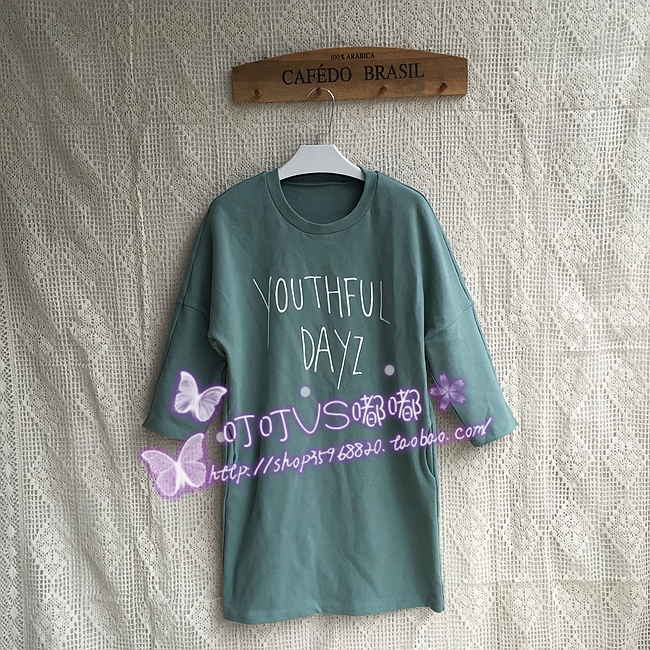 100% ARABICA
CAFÉDO BRASIL
YOUTHFUL
DAYZ
叮叮VS嘟嘟
http://shop35968820.taobao.com/